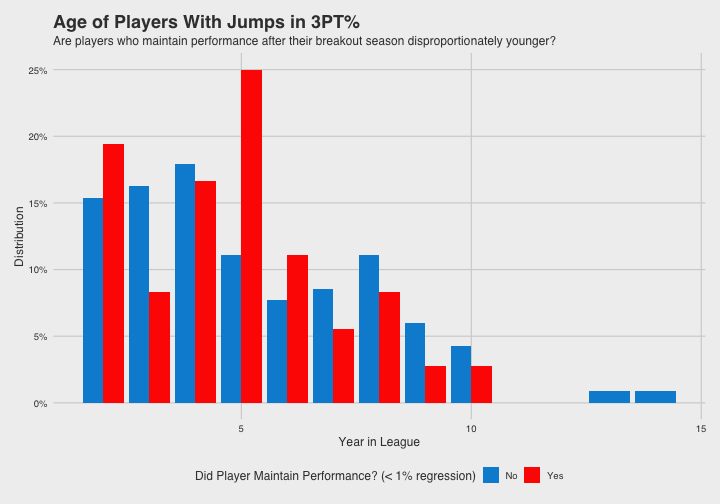 Age of Players With Jumps in 3PT%
Are players who maintain performance after their breakout season disproportionately younger?
25%
20%
15%
10%
5%
0%
Distribution
5
10
15
Year in League
Did Player Maintain Performance? (< 1% regression) No Yes